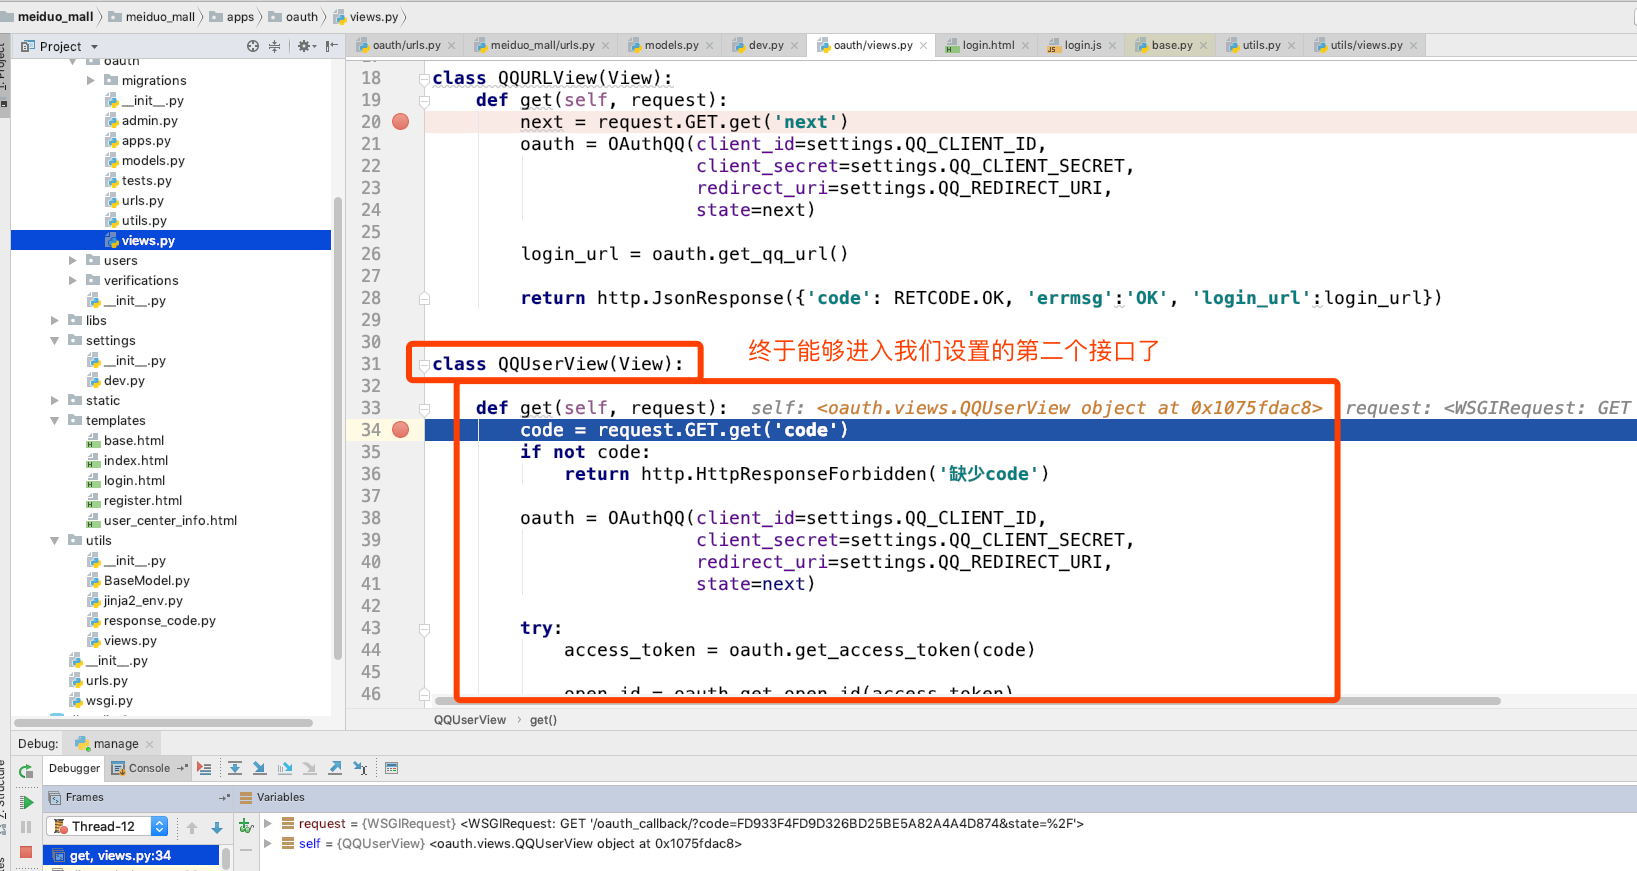 meiduo_mall meiduo_mall apps oauth views.py
1: Project
Project
oauth/urls.py meiduo_mall/urls.py models.py dev.py oauth/views.py login.html login.js base.py utils.py utils/views.py
oauth
migrations
__init__.py
admin.py
apps.py
models.py
tests.py
urls.py
utils.py
views.py
users
verifications
__init__.py
libs
settings
__init__.py
dev.py
static
templates
base.html
index.html
login.html
register.html
user_center_info.html
utils
__init__.py
BaseModel.py
jinja2_env.py
response_code.py
views.py
__init__.py
urls.py
wsgi.py
18 class QQURLView(View):
19 def get(self, request):
20 next = request.GET.get('next')
21 oauth = OAuthQQ(client_id=settings.QQ_CLIENT_ID,
22 client_secret=settings.QQ_CLIENT_SECRET,
23 redirect_uri=settings.QQ_REDIRECT_URI,
24 state=next)
25
26 login_url = oauth.get_qq_url()
27
28 return http.JsonResponse({'code': RETCODE.OK, 'errmsg':'OK', 'login_url':login_url})
29
30
终于能够进入我们设置的第二个接口了
31 class QQUserView(View):
32
33 def get(self, request): self: <oauth.views.QQUserView object at 0x1075fdac8> request: <WSGIRequest: GET
34 code = request.GET.get('code')
35 if not code:
36 return http.HttpResponseForbidden('缺少code')
37
38 oauth = OAuthQQ(client_id=settings.QQ_CLIENT_ID,
39 client_secret=settings.QQ_CLIENT_SECRET,
40 redirect_uri=settings.QQ_REDIRECT_URI,
41 state=next)
42
43 try:
44 access_token = oauth.get_access_token(code)
45
46 open_id = oauth.get_open_id(access_token)
QQUserView get()
Debug: manage
Debugger Console
Frames Variables
Thread-12
request = {WSGIRequest} <WSGIRequest: GET '/oauth_callback/?code=FD933F4FD9D326BD25BE5A82A4A4D874&state=%2F'>
self = {QQUserView} <oauth.views.QQUserView object at 0x1075fdac8>
get, views.py:34